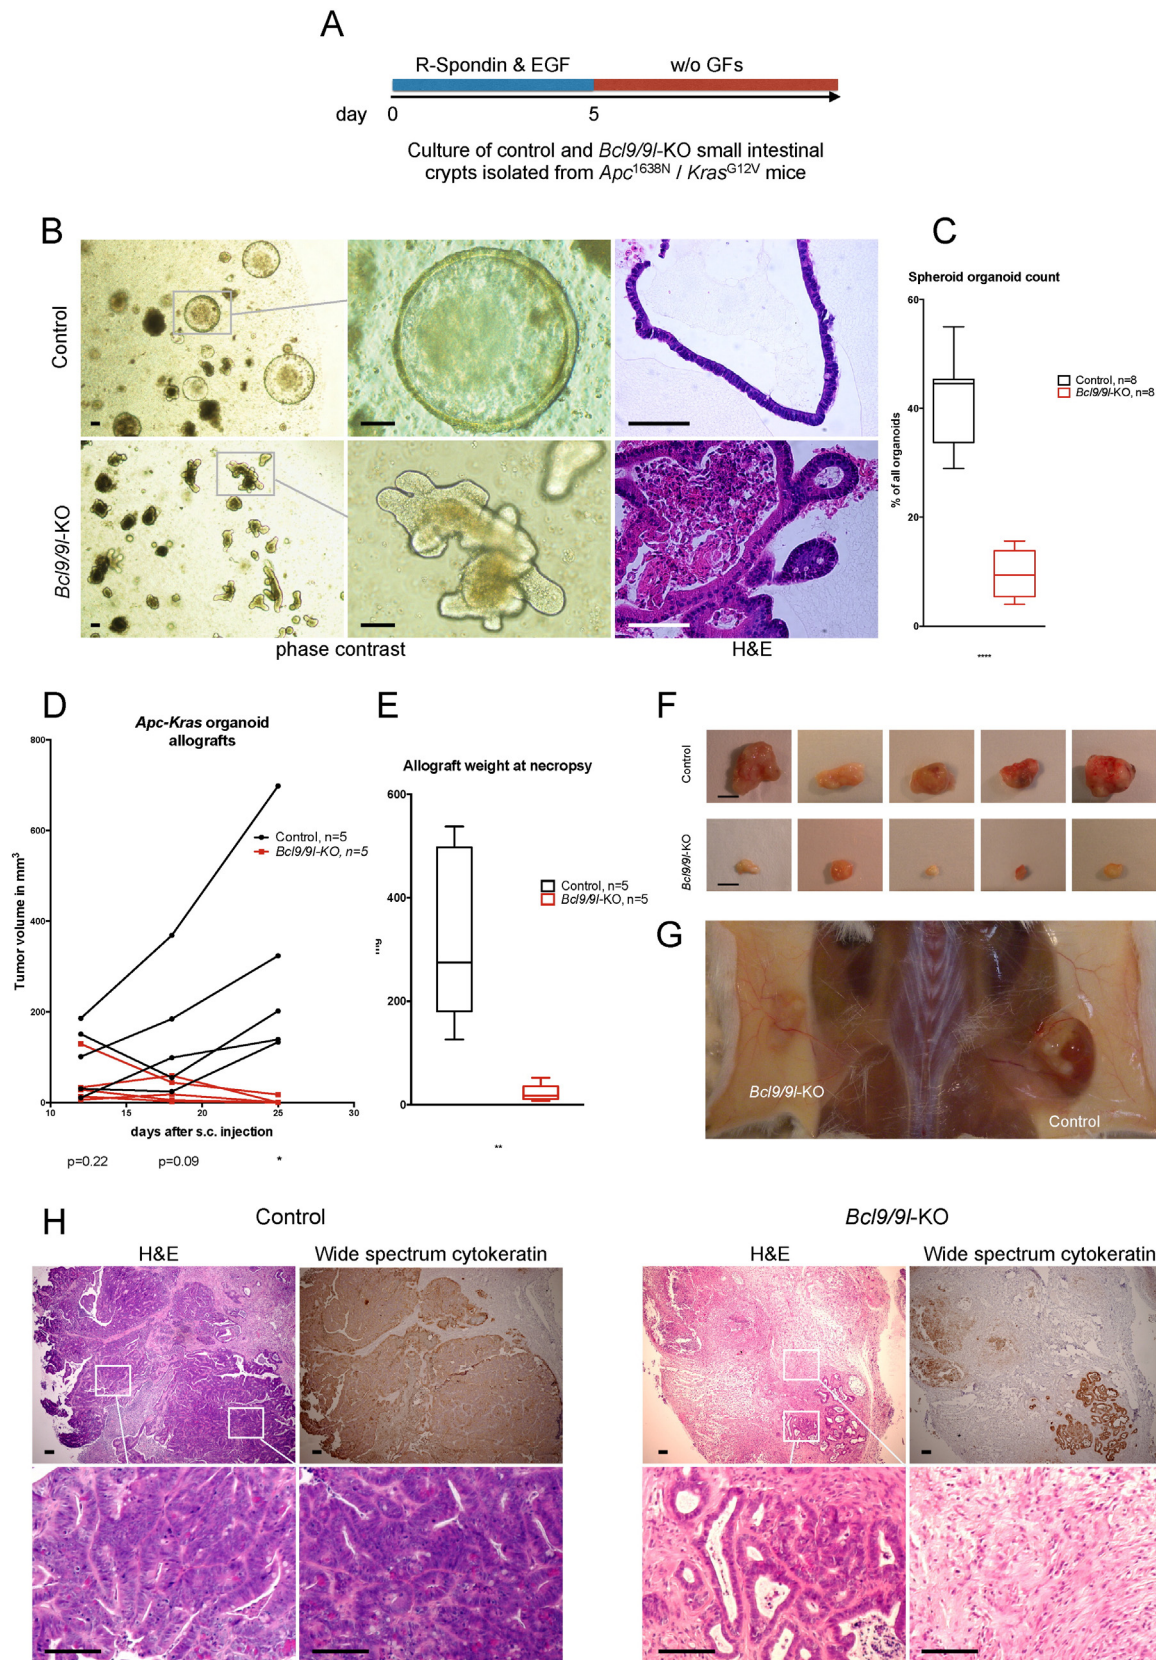 A
R-Spondin & EGF
w/o GFs
day
0
5
Culture of control and Bcl9/9l-KO small intestinal
crypts isolated from Apc1638N / KrasG12V mice
B
Control
Bcl9/9l-KO
phase contrast
H&E
C
Spheroid organoid count
60
40
20
0
% of all organoids
Control, n=8
Bcl9/9l-KO, n=8
****
D
Apc-Kras organoid
allografts
800
600
400
200
0
Tumor volume in mm3
Control, n=5
Bcl9/9l-KO, n=5
10
15
20
25
30
days after s.c. injection
p=0.22
p=0.09
*
E
Allograft weight at necropsy
600
400
200
0
mg
Control, n=5
Bcl9/9l-KO, n=5
**
F
Control
Bcl9/9l-KO
G
Bcl9/9l-KO
Control
H
Control
H&E
Wide spectrum cytokeratin
Bcl9/9l-KO
H&E
Wide spectrum cytokeratin